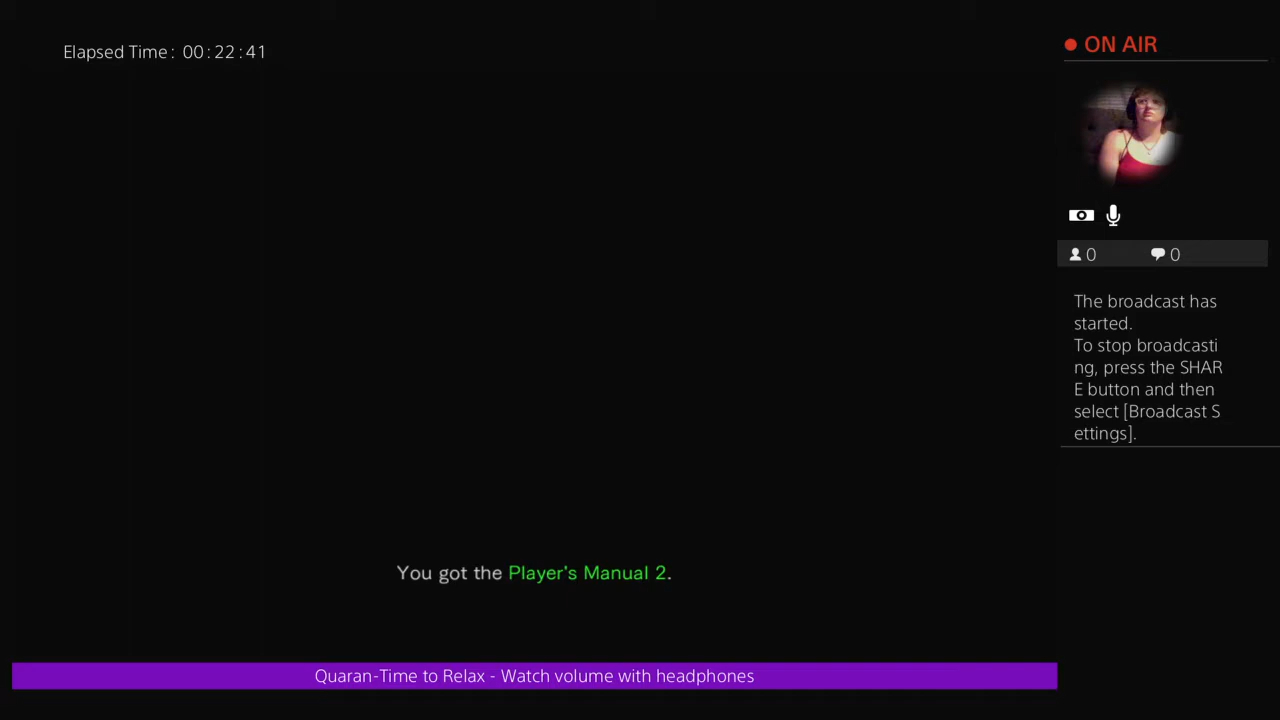 Elapsed Time: 00:22:41
ON AIR
0 0
The broadcast has
started.
To stop broadcasti
ng, press the SHAR
E button and then
select [Broadcast S
ettings].
You got the Player's Manual 2.
Quaran-Time to Relax - Watch volume with headphones